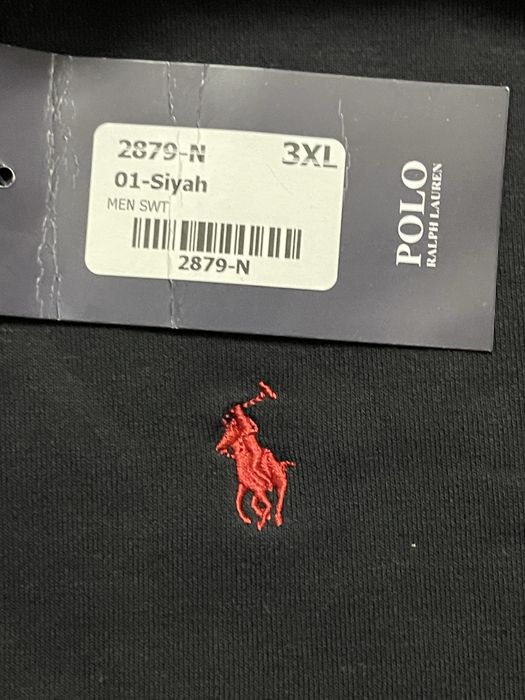 2879-N 3XL
01-Siyah
MEN SWT
2879-N
POLO
RALPH LAUREN